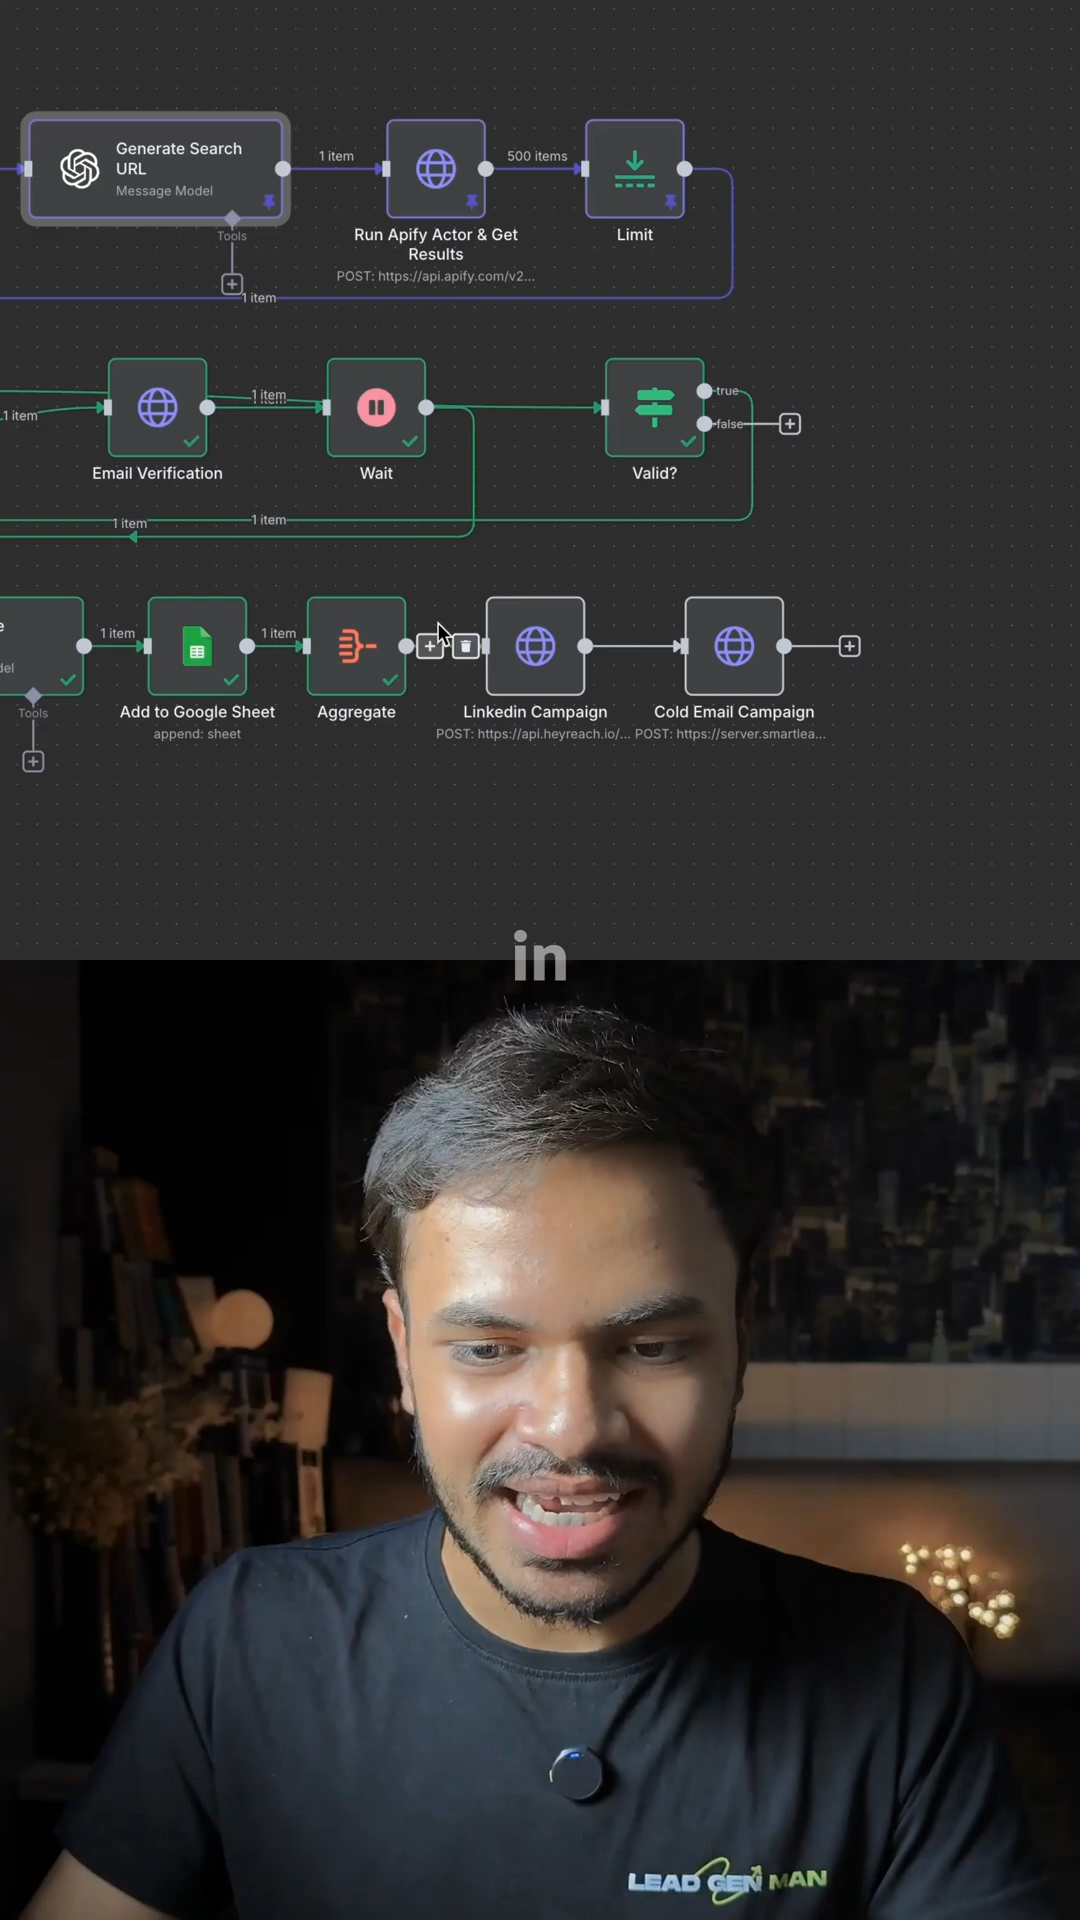 Generate Search
URL
Message Model
Tools
1 item
500 items
Run Apify Actor & Get
Results
POST: https://api.apify.com/v2...
Limit
1 item
1 item
1 item
true
false
Email Verification
Wait
Valid?
1 item
1 item
e
del
Tools
1 item
1 item
Add to Google Sheet
append: sheet
Aggregate
Linkedin Campaign
POST: https://api.heyreach.io/...
Cold Email Campaign
POST: https://server.smartlea...
in
LEAD GEN MAN